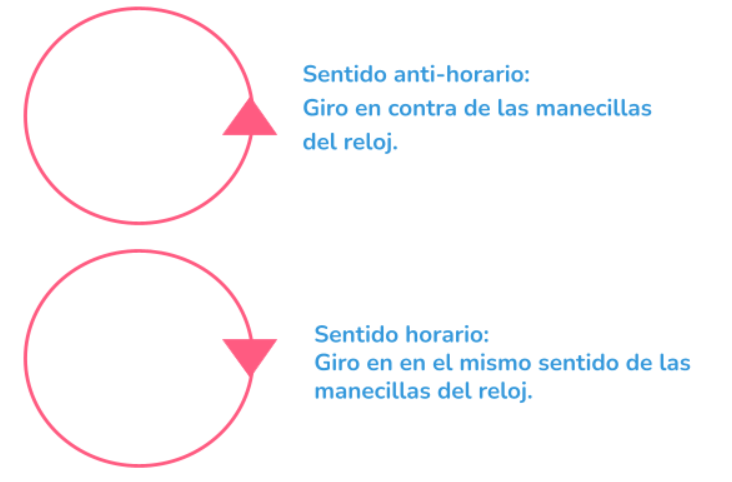 Sentido anti-horario:
Giro en contra de las manecillas
del reloj.
Sentido horario:
Giro en en el mismo sentido de las
manecillas del reloj.